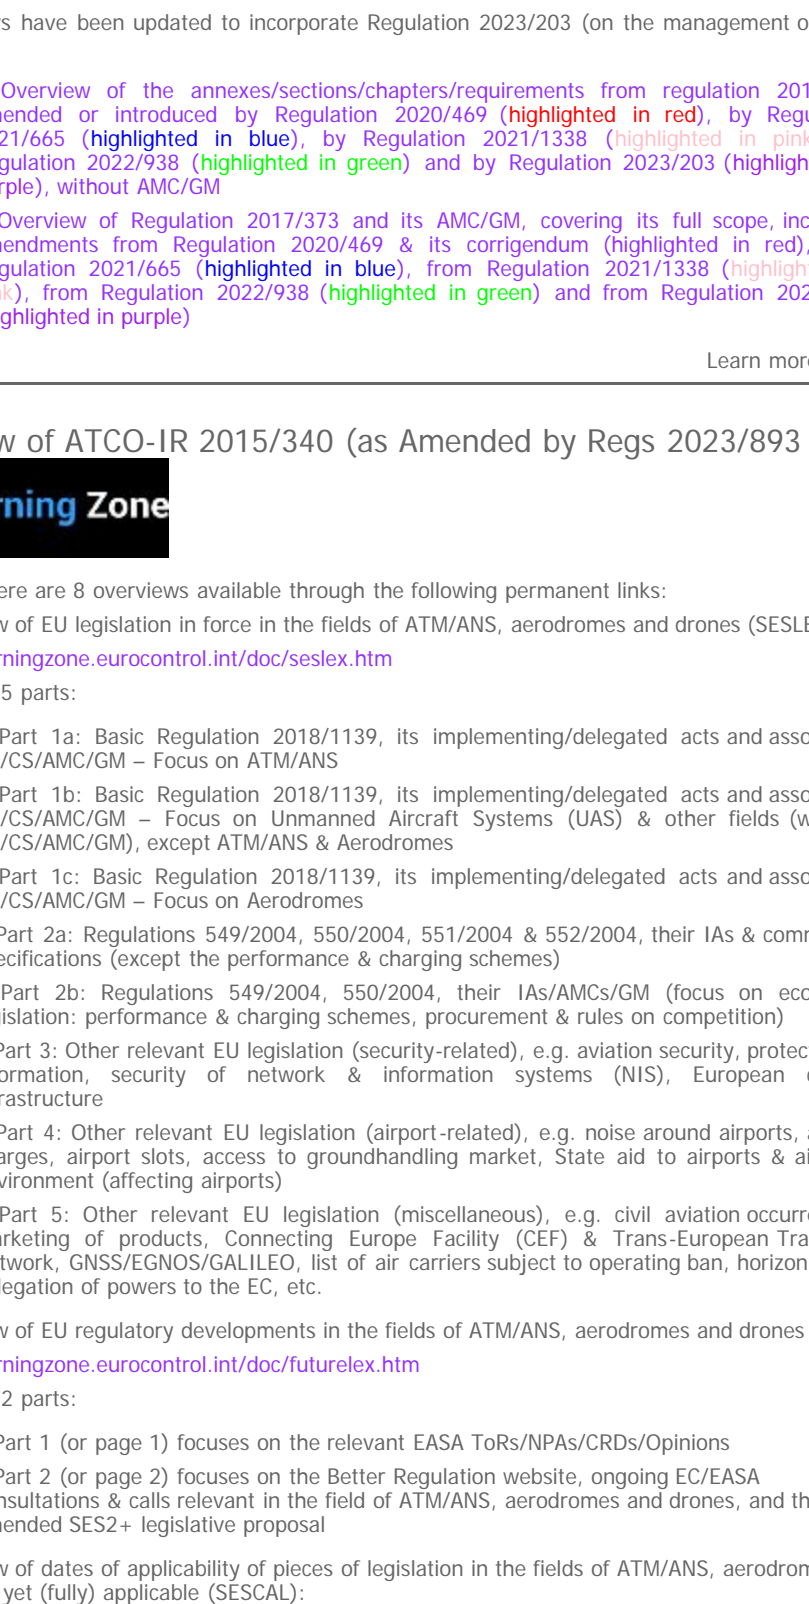 s have been updated to incorporate Regulation 2023/203 (on the management o
Overview of the annexes/sections/chapters/requirements from regulation 201
ended or introduced by Regulation 2020/469 (highlighted in red), by Regu
21/665 (highlighted in blue), by Regulation 2021/1338 (highlighted in pink
gulation 2022/938 (highlighted in green) and by Regulation 2023/203 (highligh
rple), without AMC/GM
Overview of Regulation 2017/373 and its AMC/GM, covering its full scope, inc
endments from Regulation 2020/469 & its corrigendum (highlighted in red),
gulation 2021/665 (highlighted in blue), from Regulation 2021/1338 (highligh
k), from Regulation 2022/938 (highlighted in green) and from Regulation 202
ghlighted in purple)
Learn more
w of ATCO-IR 2015/340 (as Amended by Regs 2023/893
rning Zone
ere are 8 overviews available through the following permanent links:
w of EU legislation in force in the fields of ATM/ANS, aerodromes and drones (SESLE
rningzone.eurocontrol.int/doc/seslex.htm
5 parts:
Part 1a: Basic Regulation 2018/1139, its implementing/delegated acts and asso
/CS/AMC/GM – Focus on ATM/ANS
Part 1b: Basic Regulation 2018/1139, its implementing/delegated acts and asso
/CS/AMC/GM – Focus on Unmanned Aircraft Systems (UAS) & other fields (w
/CS/AMC/GM), except ATM/ANS & Aerodromes
Part 1c: Basic Regulation 2018/1139, its implementing/delegated acts and asso
/CS/AMC/GM – Focus on Aerodromes
Part 2a: Regulations 549/2004, 550/2004, 551/2004 & 552/2004, their IAs & comm
ecifications (except the performance & charging schemes)
Part 2b: Regulations 549/2004, 550/2004, their IAs/AMCs/GM (focus on eco
gislation: performance & charging schemes, procurement & rules on competition)
Part 3: Other relevant EU legislation (security-related), e.g. aviation security, protec
ormation, security of network & information systems (NIS), European c
rastructure
Part 4: Other relevant EU legislation (airport-related), e.g. noise around airports, a
arges, airport slots, access to groundhandling market, State aid to airports & ai
vironment (affecting airports)
Part 5: Other relevant EU legislation (miscellaneous), e.g. civil aviation occurre
arketing of products, Connecting Europe Facility (CEF) & Trans-European Tra
twork, GNSS/EGNOS/GALILEO, list of air carriers subject to operating ban, horizon
legation of powers to the EC, etc.
w of EU regulatory developments in the fields of ATM/ANS, aerodromes and drones
rningzone.eurocontrol.int/doc/futurelex.htm
2 parts:
Part 1 (or page 1) focuses on the relevant EASA ToRs/NPAs/CRDs/Opinions
Part 2 (or page 2) focuses on the Better Regulation website, ongoing EC/EASA
nsultations & calls relevant in the field of ATM/ANS, aerodromes and drones, and th
ended SES2+ legislative proposal
w of dates of applicability of pieces of legislation in the fields of ATM/ANS, aerodrom
yet (fully) applicable (SESCAL):